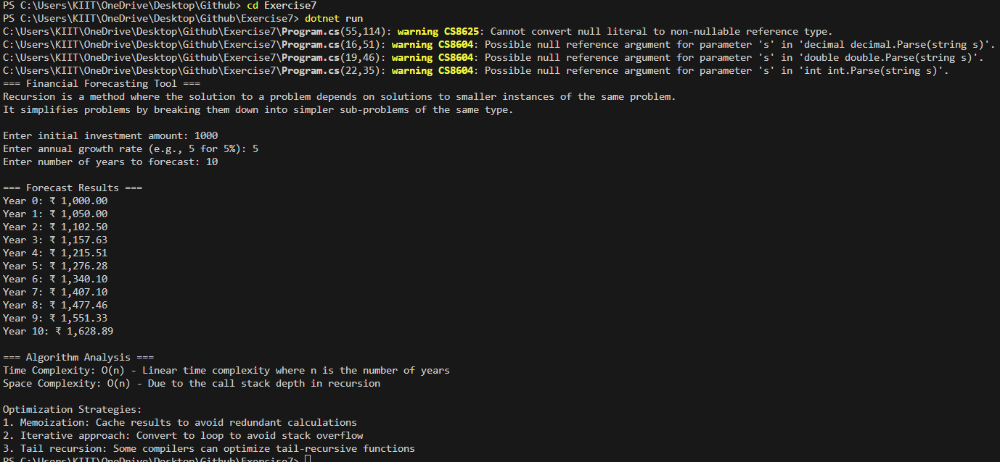 PS C:\Users\KIIT\OneDrive\Desktop\Github> cd Exercise7
PS C:\Users\KIIT\OneDrive\Desktop\Github\Exercise7> dotnet run
C:\Users\KIIT\OneDrive\Desktop\Github\Exercise7\Program.cs(55,114): warning CS8625: Cannot convert null literal to non-nullable reference type.
C:\Users\KIIT\OneDrive\Desktop\Github\Exercise7\Program.cs(16,51): warning CS8604: Possible null reference argument for parameter 's' in 'decimal decimal.Parse(string s)'.
C:\Users\KIIT\OneDrive\Desktop\Github\Exercise7\Program.cs(19,46): warning CS8604: Possible null reference argument for parameter 's' in 'double double.Parse(string s)'.
C:\Users\KIIT\OneDrive\Desktop\Github\Exercise7\Program.cs(22,35): warning CS8604: Possible null reference argument for parameter 's' in 'int int.Parse(string s)'.
=== Financial Forecasting Tool ===
Recursion is a method where the solution to a problem depends on solutions to smaller instances of the same problem.
It simplifies problems by breaking them down into simpler sub-problems of the same type.

Enter initial investment amount: 1000
Enter annual growth rate (e.g., 5 for 5%): 5
Enter number of years to forecast: 10

=== Forecast Results ===
Year 0: ₹ 1,000.00
Year 1: ₹ 1,050.00
Year 2: ₹ 1,102.50
Year 3: ₹ 1,157.63
Year 4: ₹ 1,215.51
Year 5: ₹ 1,276.28
Year 6: ₹ 1,340.10
Year 7: ₹ 1,407.10
Year 8: ₹ 1,477.46
Year 9: ₹ 1,551.33
Year 10: ₹ 1,628.89

=== Algorithm Analysis ===
Time Complexity: O(n) - Linear time complexity where n is the number of years
Space Complexity: O(n) - Due to the call stack depth in recursion

Optimization Strategies:
1. Memoization: Cache results to avoid redundant calculations
2. Iterative approach: Convert to loop to avoid stack overflow
3. Tail recursion: Some compilers can optimize tail-recursive functions
PS C:\Users\KIIT\OneDrive\Desktop\Github\Exercise7>